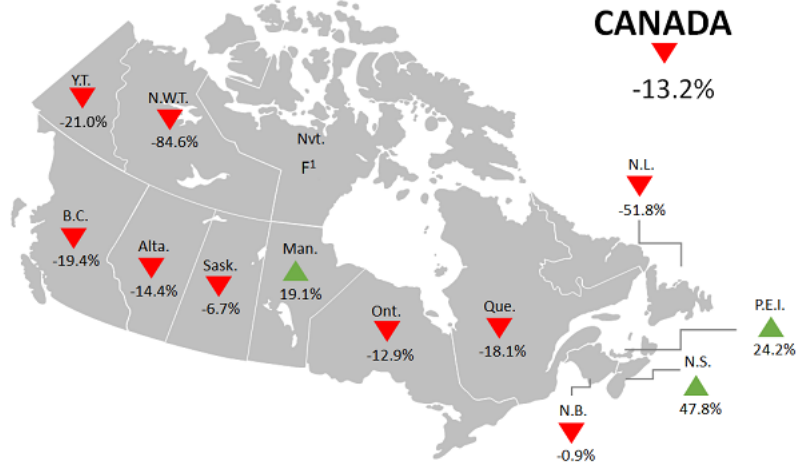 CANADA
-13.2%
Y.T.
-21.0%
N.W.T.
-84.6%
Nvt.
F¹
N.L.
-51.8%
B.C.
-19.4%
Alta.
-14.4%
Sask.
-6.7%
Man.
19.1%
Ont.
-12.9%
Que.
-18.1%
P.E.I.
24.2%
N.S.
47.8%
N.B.
-0.9%